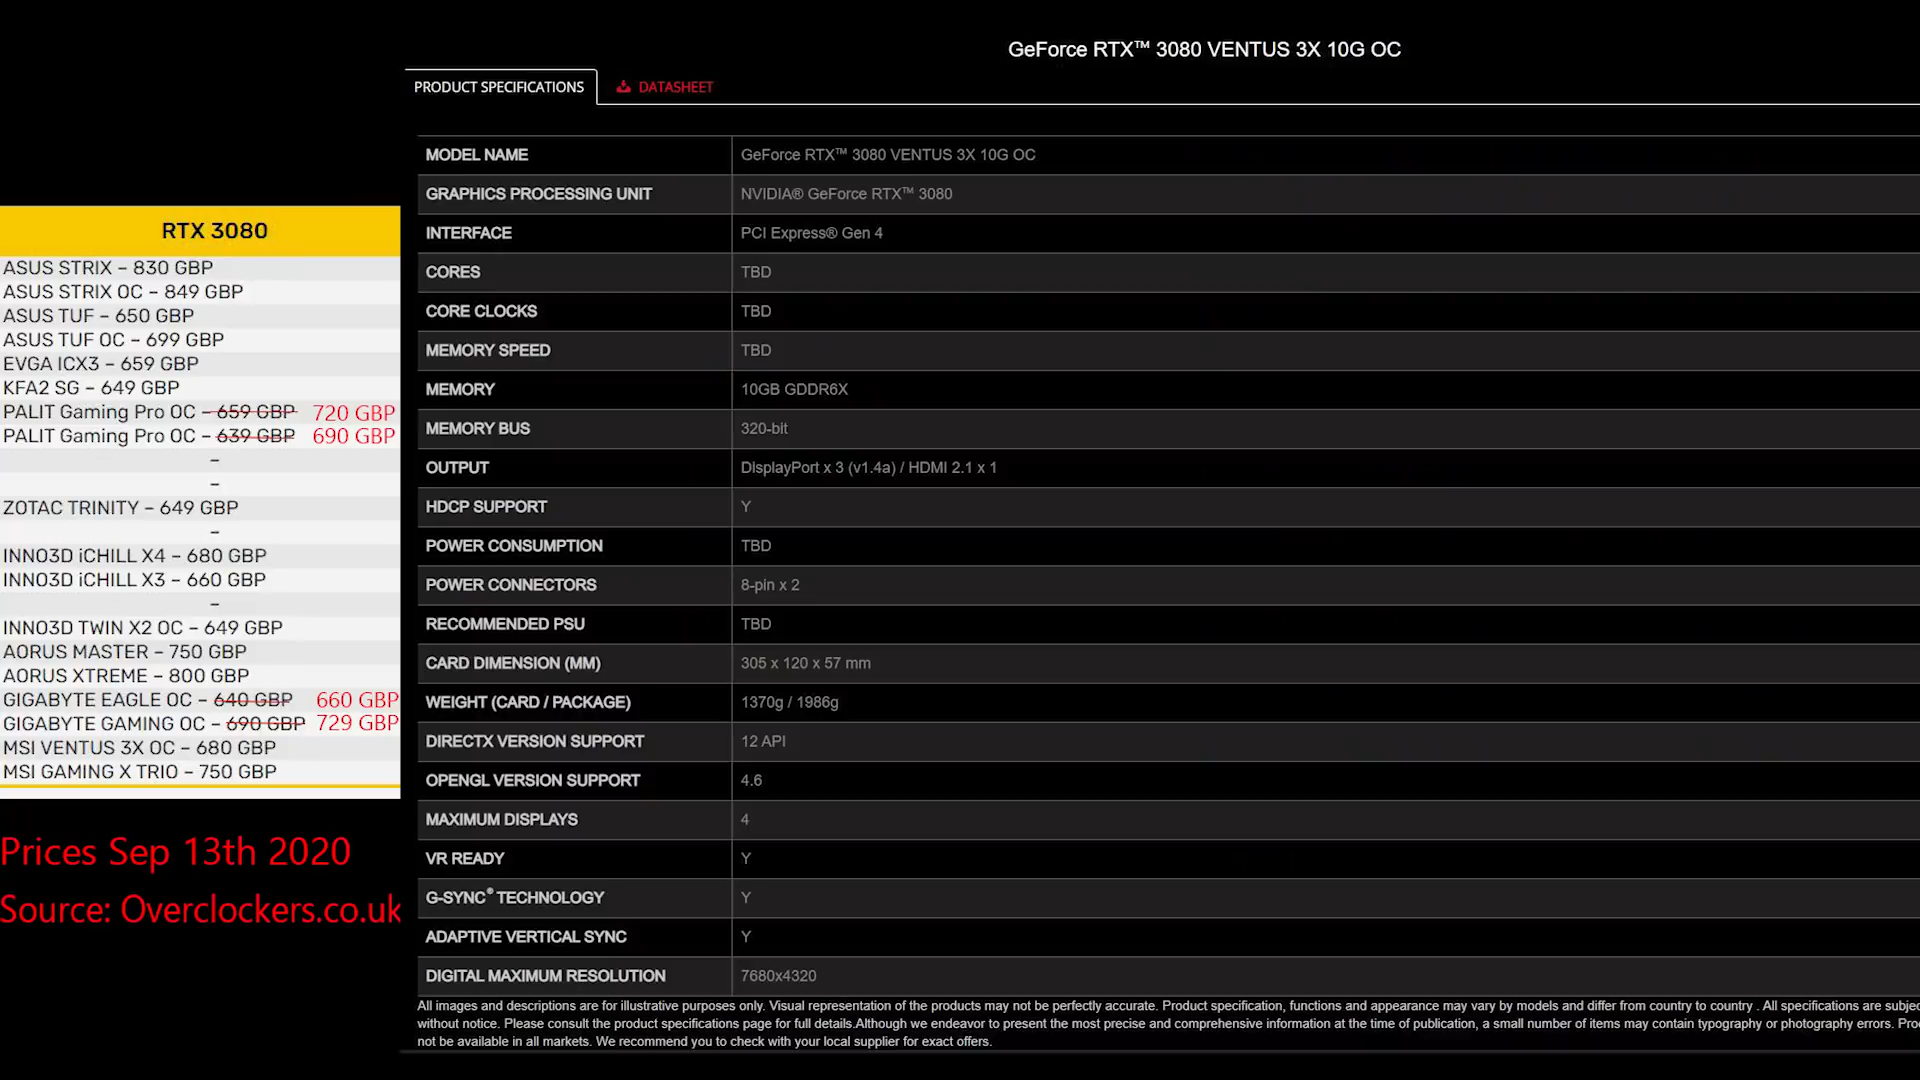 GeForce RTX™ 3080 VENTUS 3X 10G OC
PRODUCT SPECIFICATIONS
DATASHEET
RTX 3080
ASUS STRIX – 830 GBP
ASUS STRIX OC – 849 GBP
ASUS TUF – 650 GBP
ASUS TUF OC – 699 GBP
EVGA ICX3 – 659 GBP
KFA2 SG – 649 GBP
PALIT Gaming Pro OC – 659 GBP 720 GBP
PALIT Gaming Pro OC – 639 GBP 690 GBP
–
–
ZOTAC TRINITY – 649 GBP
–
INNO3D iCHILL X4 – 680 GBP
INNO3D iCHILL X3 – 660 GBP
–
INNO3D TWIN X2 OC – 649 GBP
AORUS MASTER – 750 GBP
AORUS XTREME – 800 GBP
GIGABYTE EAGLE OC – 640 GBP 660 GBP
GIGABYTE GAMING OC – 690 GBP 729 GBP
MSI VENTUS 3X OC – 680 GBP
MSI GAMING X TRIO – 750 GBP
Prices Sep 13th 2020
Source: Overclockers.co.uk
MODEL NAME GeForce RTX™ 3080 VENTUS 3X 10G OC
GRAPHICS PROCESSING UNIT NVIDIA® GeForce RTX™ 3080
INTERFACE PCI Express® Gen 4
CORES TBD
CORE CLOCKS TBD
MEMORY SPEED TBD
MEMORY 10GB GDDR6X
MEMORY BUS 320-bit
OUTPUT DisplayPort x 3 (v1.4a) / HDMI 2.1 x 1
HDCP SUPPORT Y
POWER CONSUMPTION TBD
POWER CONNECTORS 8-pin x 2
RECOMMENDED PSU TBD
CARD DIMENSION (MM) 305 x 120 x 57 mm
WEIGHT (CARD / PACKAGE) 1370g / 1986g
DIRECTX VERSION SUPPORT 12 API
OPENGL VERSION SUPPORT 4.6
MAXIMUM DISPLAYS 4
VR READY Y
G-SYNC® TECHNOLOGY Y
ADAPTIVE VERTICAL SYNC Y
DIGITAL MAXIMUM RESOLUTION 7680x4320
All images and descriptions are for illustrative purposes only. Visual representation of the products may not be perfectly accurate. Product specification, functions and appearance may vary by models and differ from country to country . All specifications are
without notice. Please consult the product specifications page for full details.Although we endeavor to present the most precise and comprehensive information at the time of publication, a small number of items may contain typography or photography errors.
not be available in all markets. We recommend you to check with your local supplier for exact offers.